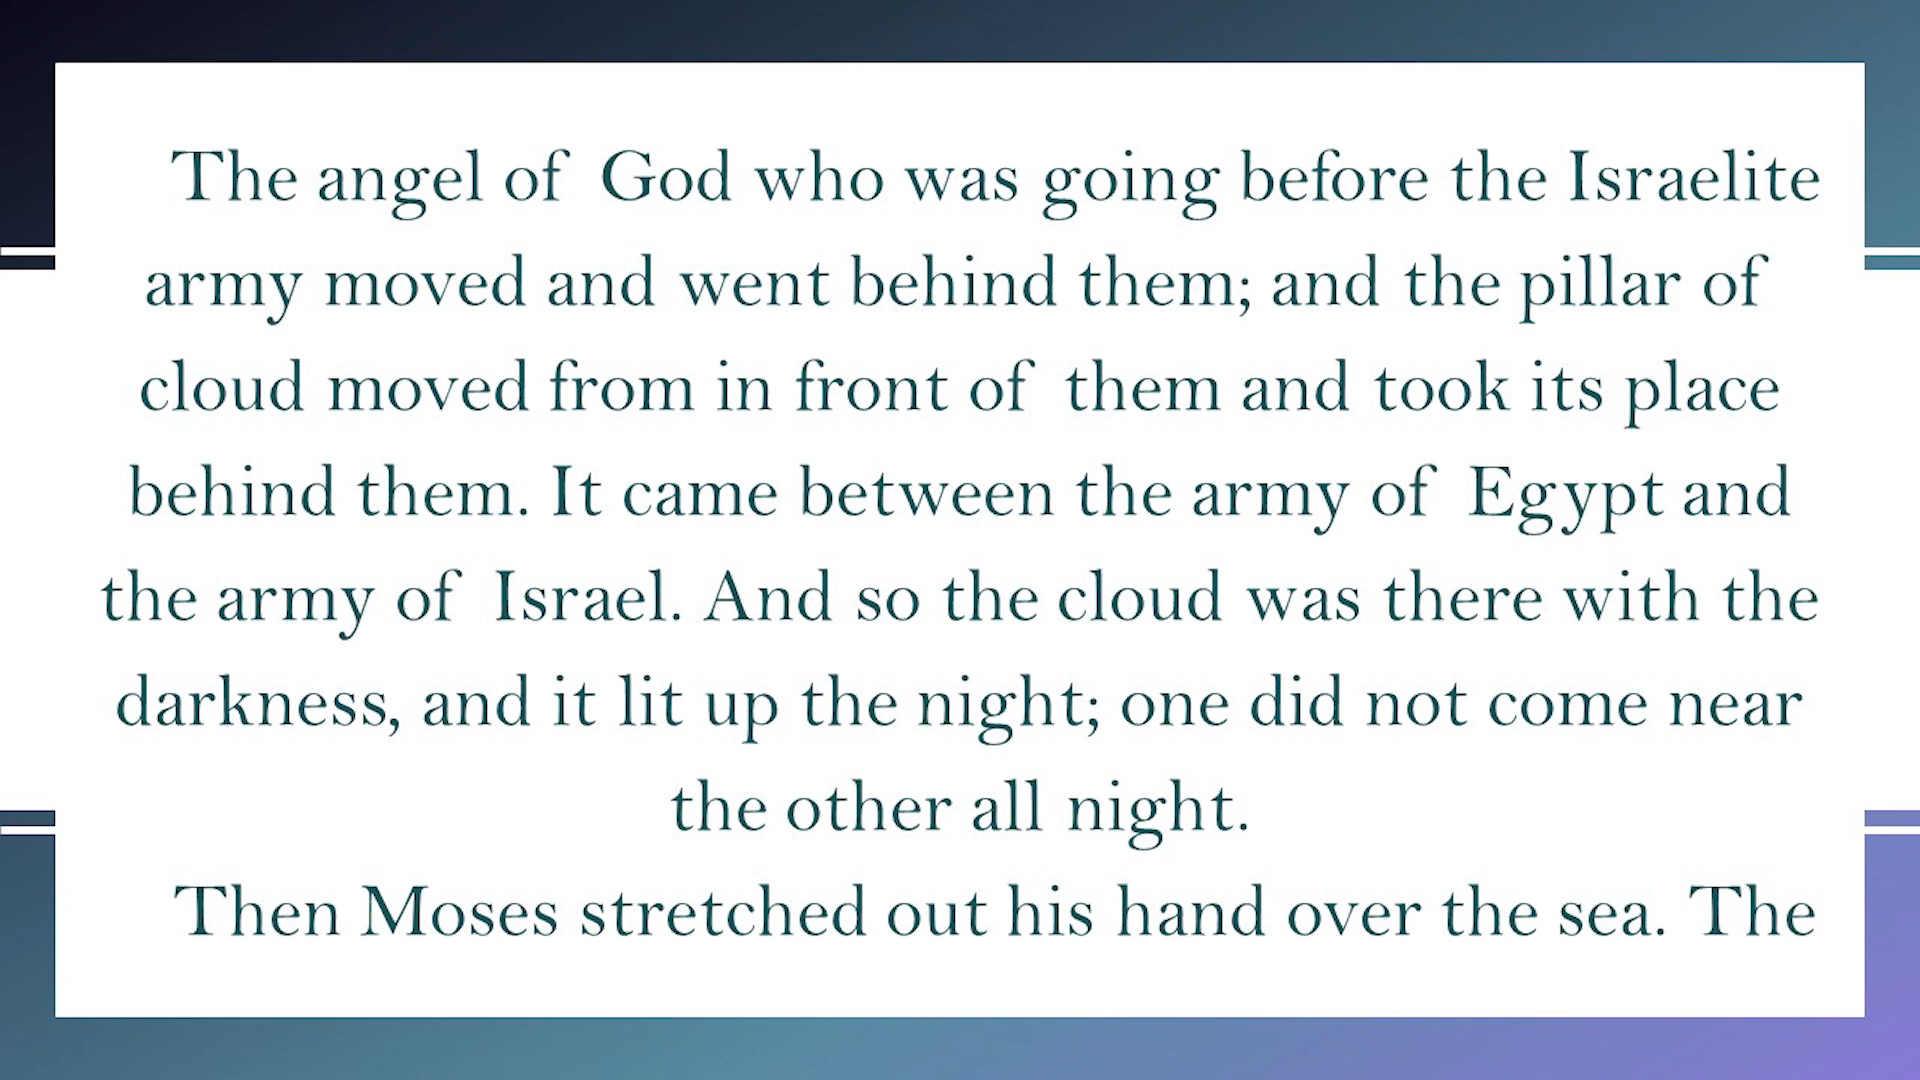 The angel of God who was going before the Israelite
army moved and went behind them; and the pillar of
cloud moved from in front of them and took its place
behind them. It came between the army of Egypt and
the army of Israel. And so the cloud was there with the
darkness, and it lit up the night; one did not come near
the other all night.
Then Moses stretched out his hand over the sea. The